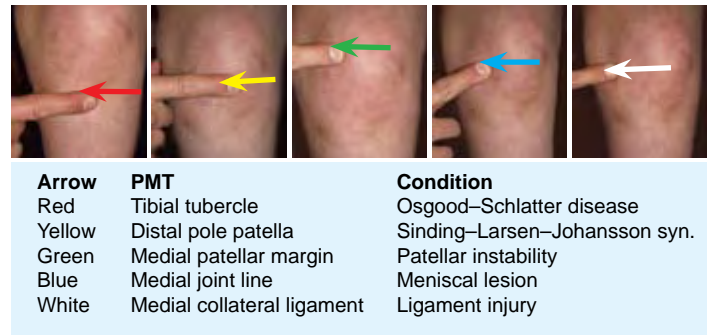 Arrow PMT Condition
Red Tibial tubercle Osgood–Schlatter disease
Yellow Distal pole patella Sinding–Larsen–Johansson syn.
Green Medial patellar margin Patellar instability
Blue Medial joint line Meniscal lesion
White Medial collateral ligament Ligament injury